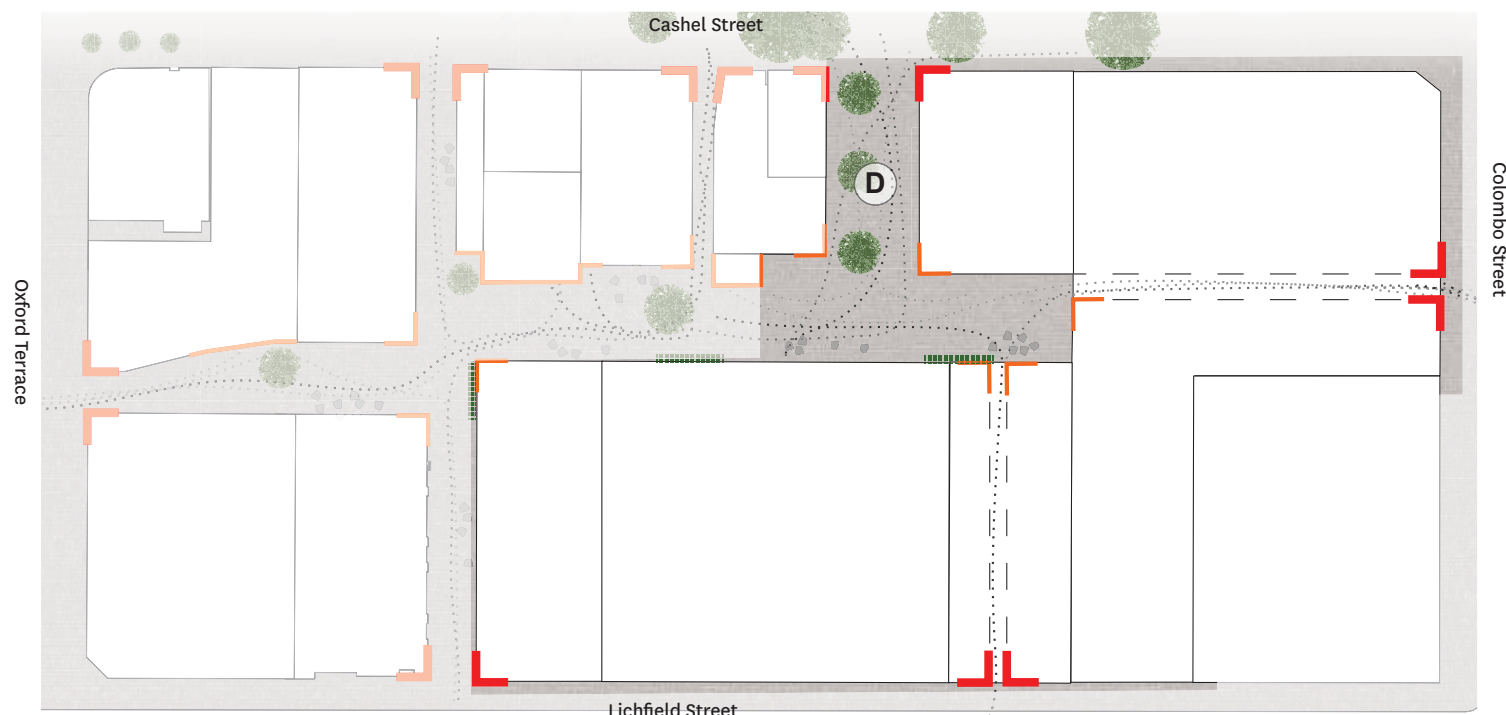 Cashel Street
D
Colombo Street
Oxford Terrace
Lichfield Street